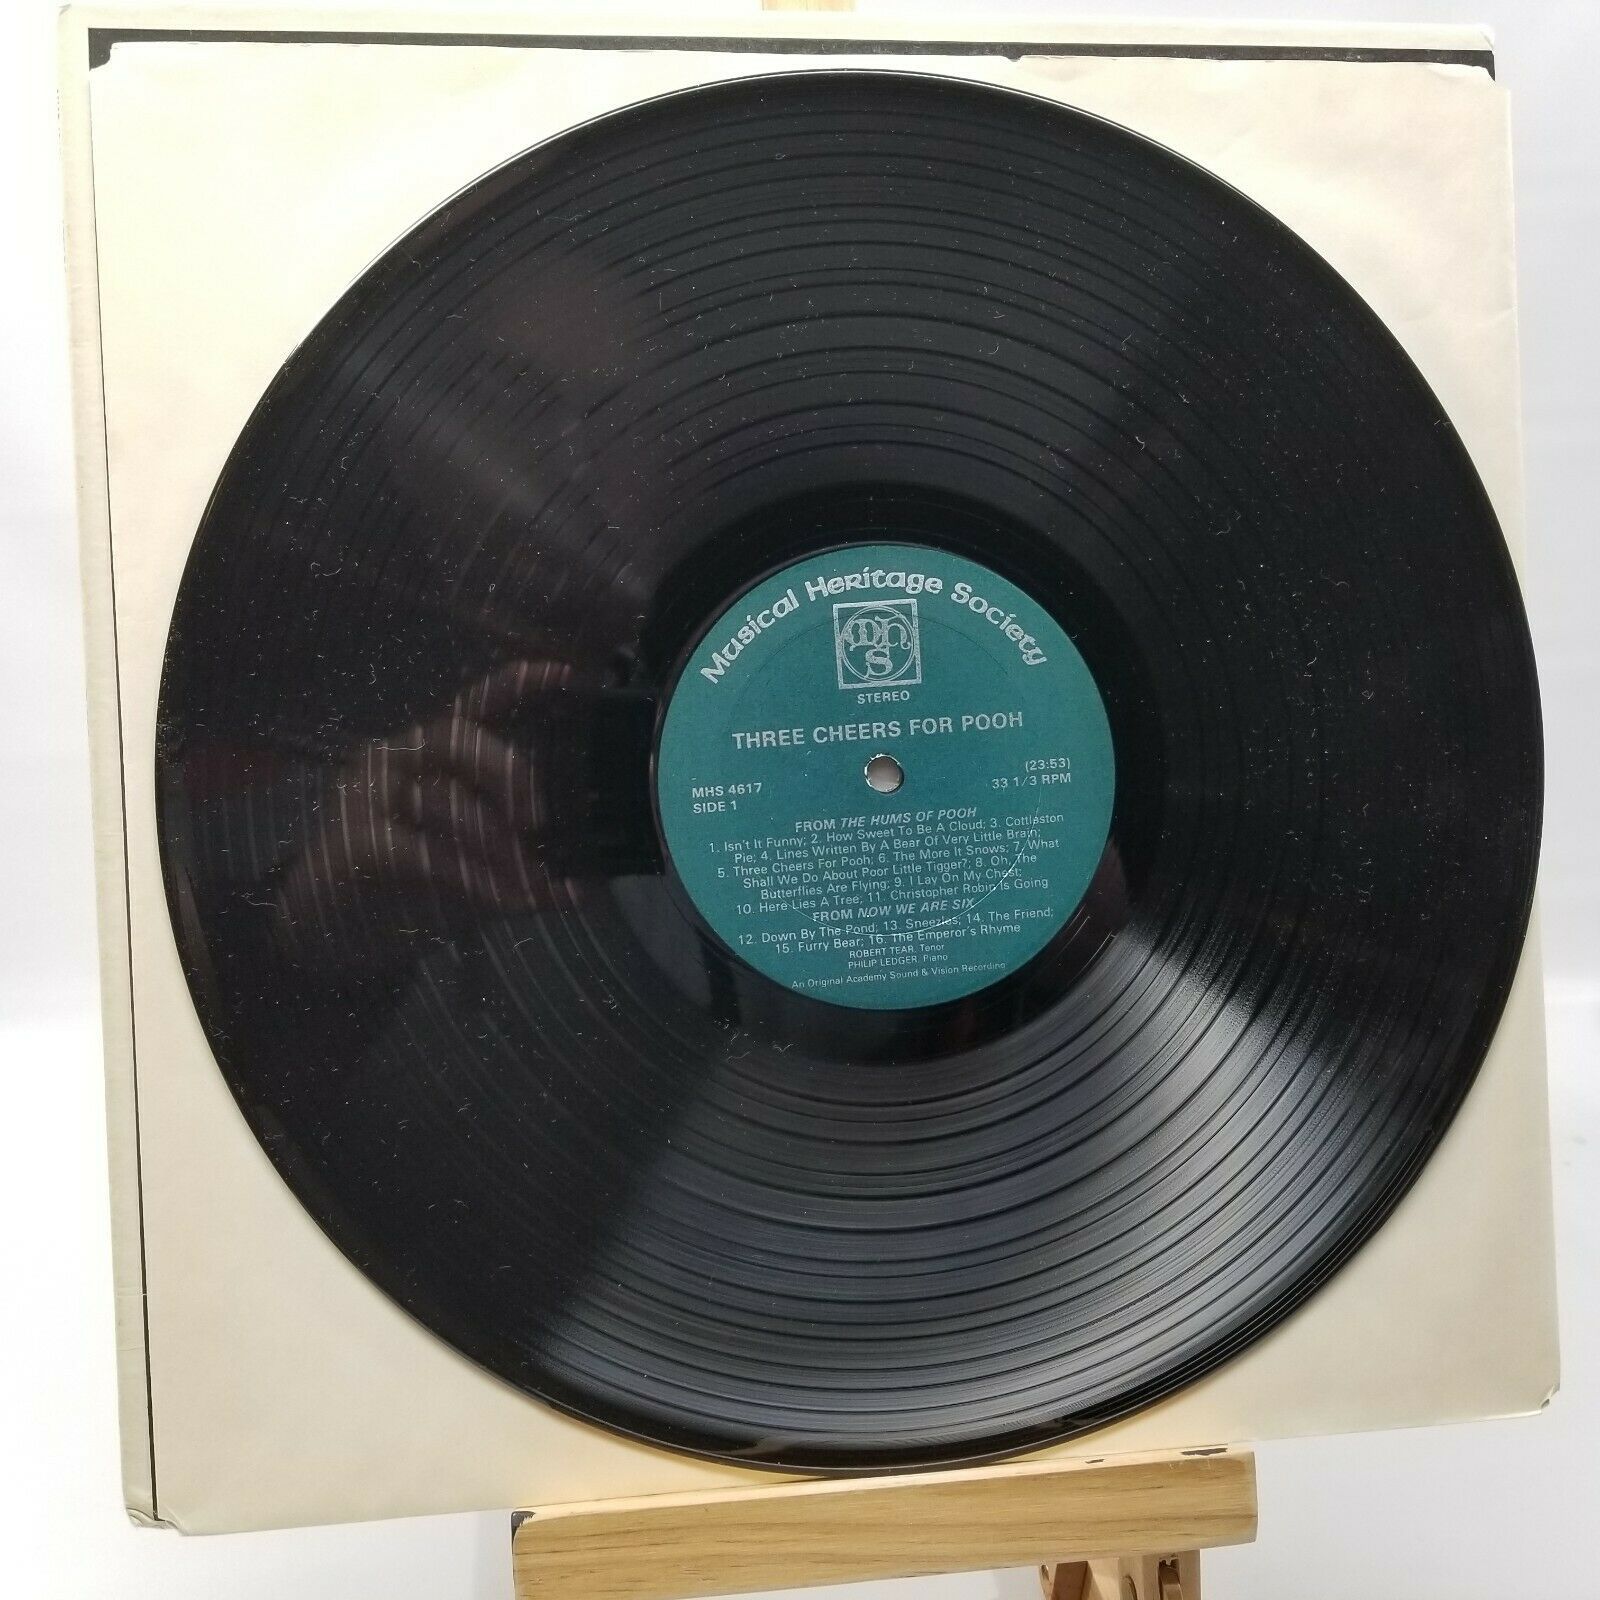 Musical Heritage Society
mhs
STEREO
THREE CHEERS FOR POOH
(23:53)
MHS 4617
33 1/3 RPM
SIDE 1
FROM THE HUMS OF POOH
1. Isn't It Funny; 2. How Sweet To Be A Cloud; 3. Cottleston
Pie; 4. Lines Written By A Bear Of Very Little Brain;
5. Three Cheers For Pooh; 6. The More It Snows; 7. What
Shall We Do About Poor Little Tigger?; 8. Oh, The
Butterflies Are Flying; 9. I Lay On My Chest;
10. Here Lies A Tree; 11. Christopher Robin Is Going
FROM NOW WE ARE SIX
12. Down By The Pond; 13. Sneezles; 14. The Friend;
15. Furry Bear; 16. The Emperor's Rhyme
ROBERT TEAR, Tenor
PHILIP LEDGER, Piano
An Original Academy Sound & Vision Recording